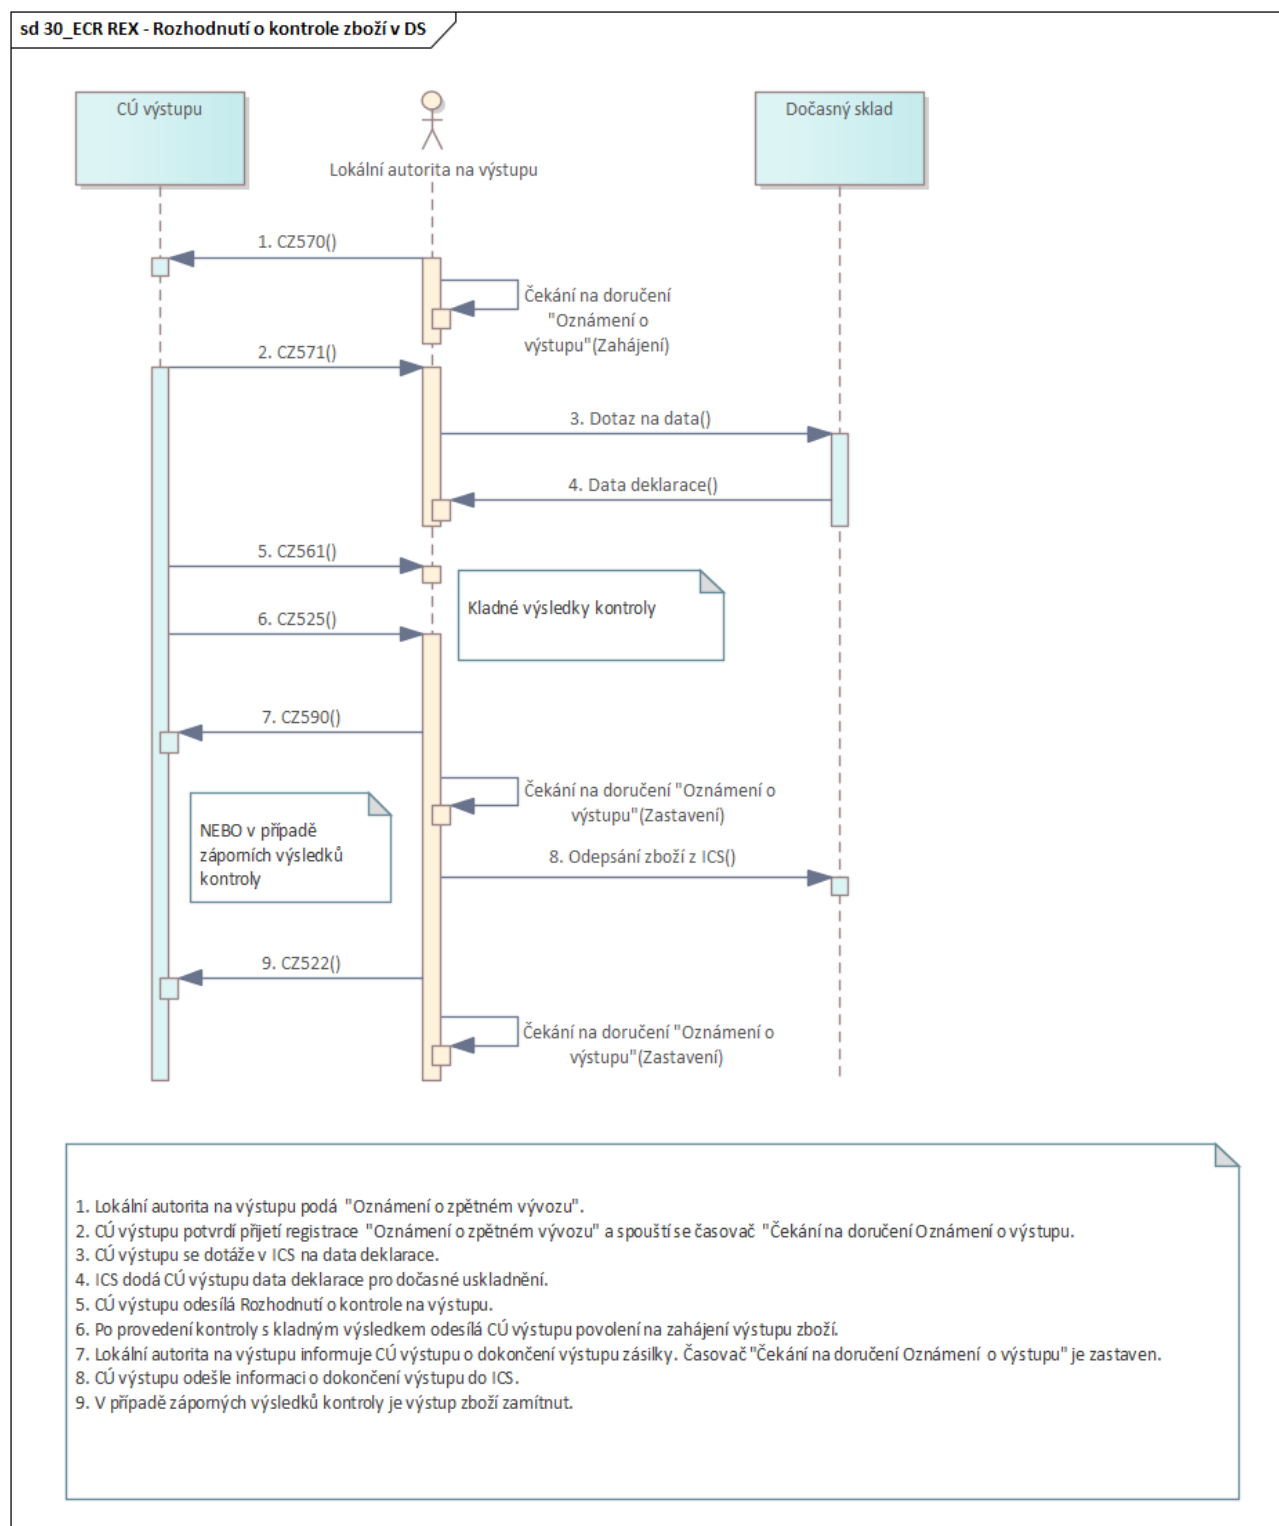 sd 30_ECR REX - Rozhodnutí o kontrole zboží v DS
CÚ výstupu
Lokální autorita na výstupu
Dočasný sklad
1. CZ570()
Čekání na doručení
"Oznámení o
výstupu"(Zahájení)
2. CZ571()
3. Dotaz na data()
4. Data deklarace()
5. CZ561()
Kladné výsledky kontroly
6. CZ525()
7. CZ590()
Čekání na doručení "Oznámení o
výstupu"(Zastavení)
NEBO v případě
záporních výsledků
kontroly
8. Odepsání zboží z ICS()
9. CZ522()
Čekání na doručení "Oznámení o
výstupu"(Zastavení)
1. Lokální autorita na výstupu podá "Oznámení o zpětném vývozu".
2. CÚ výstupu potvrdí přijetí registrace "Oznámení o zpětném vývozu" a spouští se časovač "Čekání na doručení Oznámení o výstupu.
3. CÚ výstupu se dotáže v ICS na data deklarace.
4. ICS dodá CÚ výstupu data deklarace pro dočasné uskladnění.
5. CÚ výstupu odesílá Rozhodnutí o kontrole na výstupu.
6. Po provedení kontroly s kladným výsledkem odesílá CÚ výstupu povolení na zahájení výstupu zboží.
7. Lokální autorita na výstupu informuje CÚ výstupu o dokončení výstupu zásilky. Časovač "Čekání na doručení Oznámení o výstupu" je zastaven.
8. CÚ výstupu odešle informaci o dokončení výstupu do ICS.
9. V případě záporných výsledků kontroly je výstup zboží zamítnut.